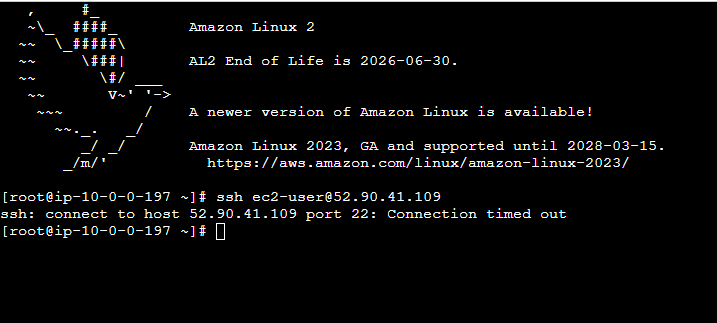 Amazon Linux 2
AL2 End of Life is 2026-06-30.
A newer version of Amazon Linux is available!
Amazon Linux 2023, GA and supported until 2028-03-15.
https://aws.amazon.com/linux/amazon-linux-2023/
[root@ip-10-0-0-197 ~]# ssh ec2-user@52.90.41.109
ssh: connect to host 52.90.41.109 port 22: Connection timed out
[root@ip-10-0-0-197 ~]#